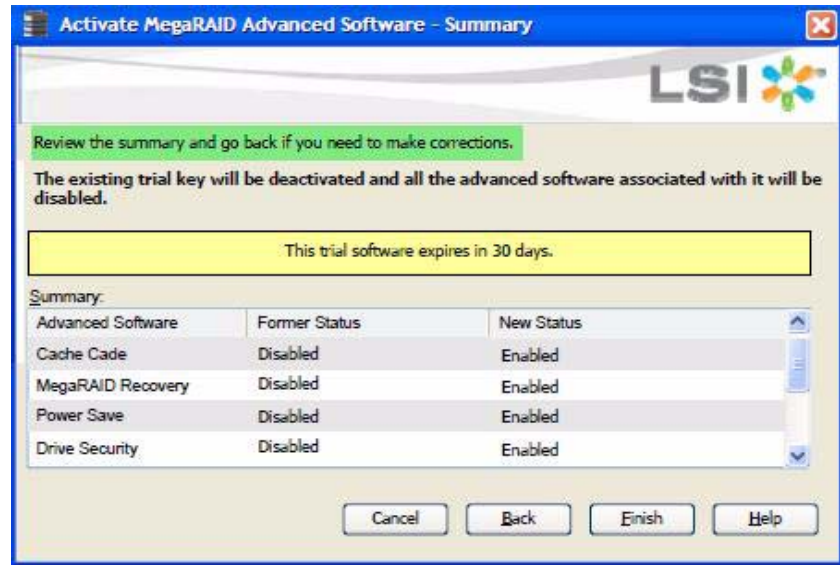 Activate MegaRAID Advanced Software - Summary
LSI
Review the summary and go back if you need to make corrections.
The existing trial key will be deactivated and all the advanced software associated with it will be
disabled.
This trial software expires in 30 days.
Summary:
Advanced Software Former Status New Status
Cache Cade Disabled Enabled
MegaRAID Recovery Disabled Enabled
Power Save Disabled Enabled
Drive Security Disabled Enabled
Cancel Back Finish Help